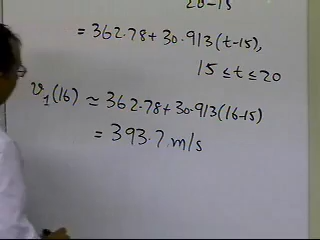 20-15
= 362.78+30.913(t-15),
15 ≤ t ≤ 20
v₁(16) ≃ 362.78+30.913(16-15)
= 393.7 m/s